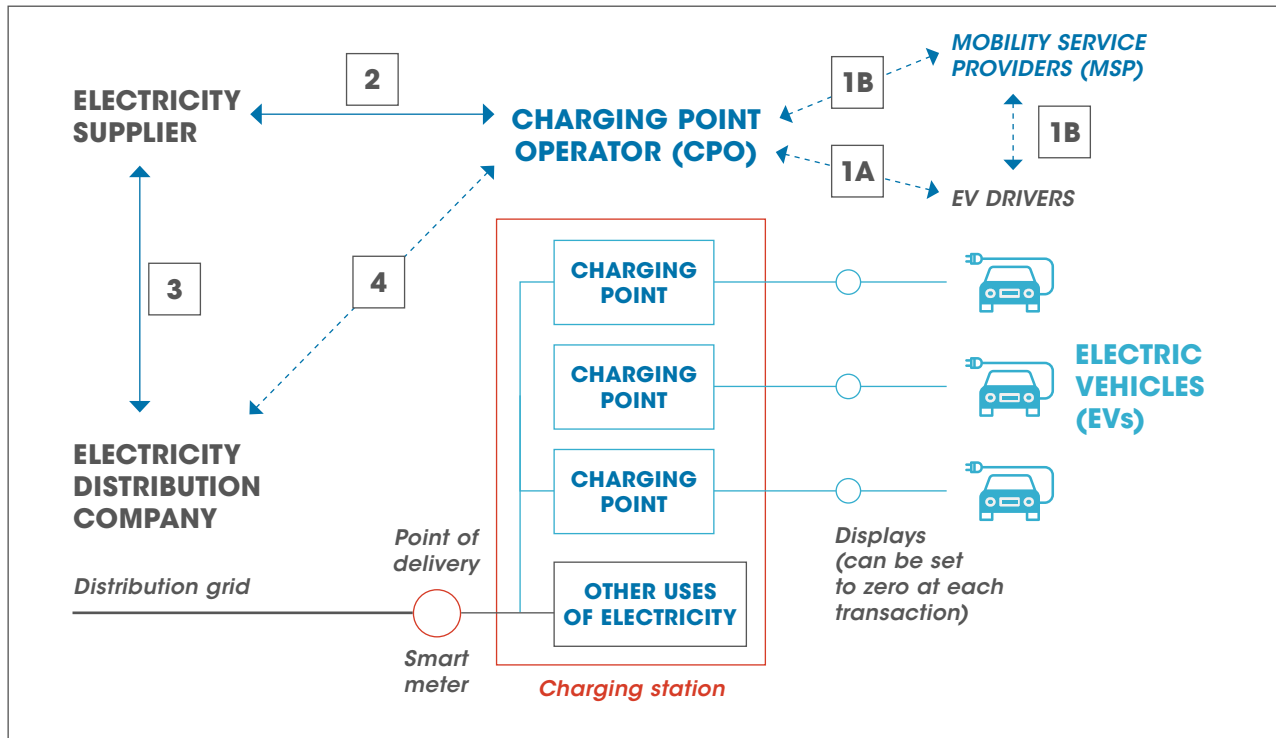 MOBILITY SERVICE
PROVIDERS (MSP)
2
1B
ELECTRICITY
SUPPLIER
CHARGING POINT
OPERATOR (CPO)
1B
1A
EV DRIVERS
3
4
CHARGING
POINT
CHARGING
POINT
ELECTRIC
VEHICLES
(EVs)
CHARGING
POINT
ELECTRICITY
DISTRIBUTION
COMPANY
Point of
delivery
Displays
(can be set
to zero at each
transaction)
Distribution grid
OTHER USES
OF ELECTRICITY
Smart
meter
Charging station